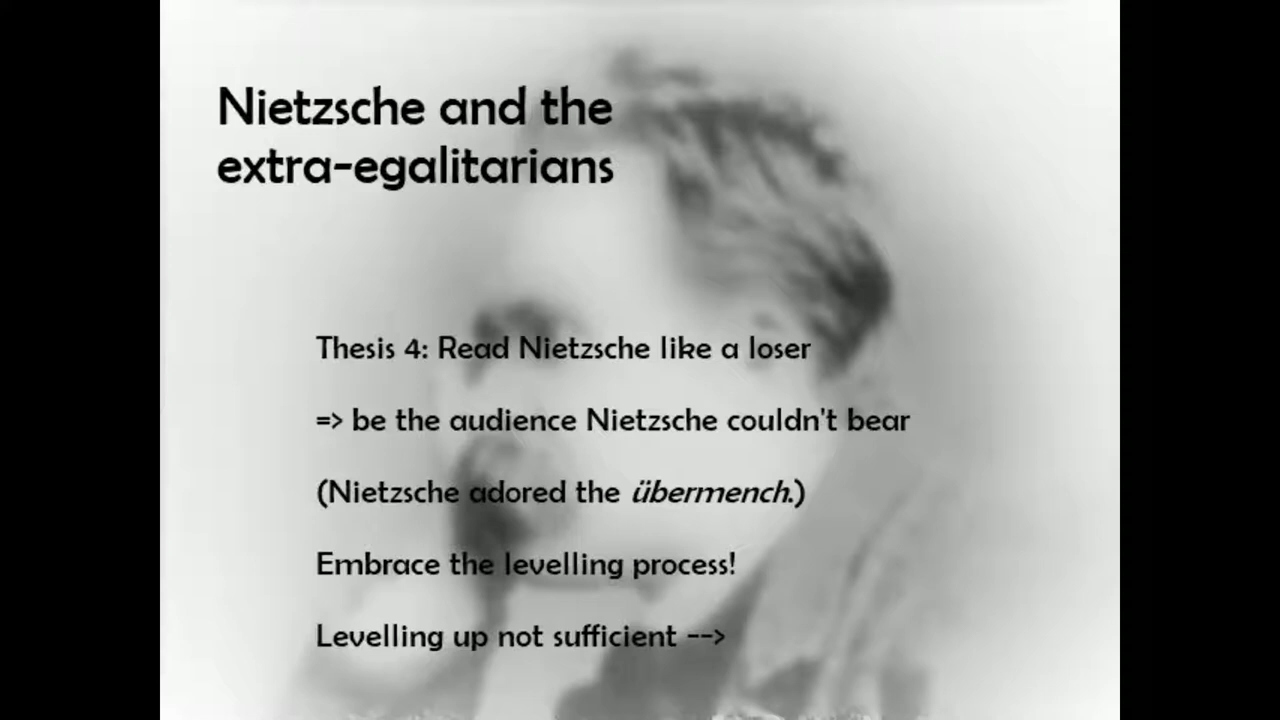 Nietzsche and the
extra-egalitarians
Thesis 4: Read Nietzsche like a loser
=> be the audience Nietzsche couldn't bear
(Nietzsche adored the übermench.)
Embrace the levelling process!
Levelling up not sufficient -->